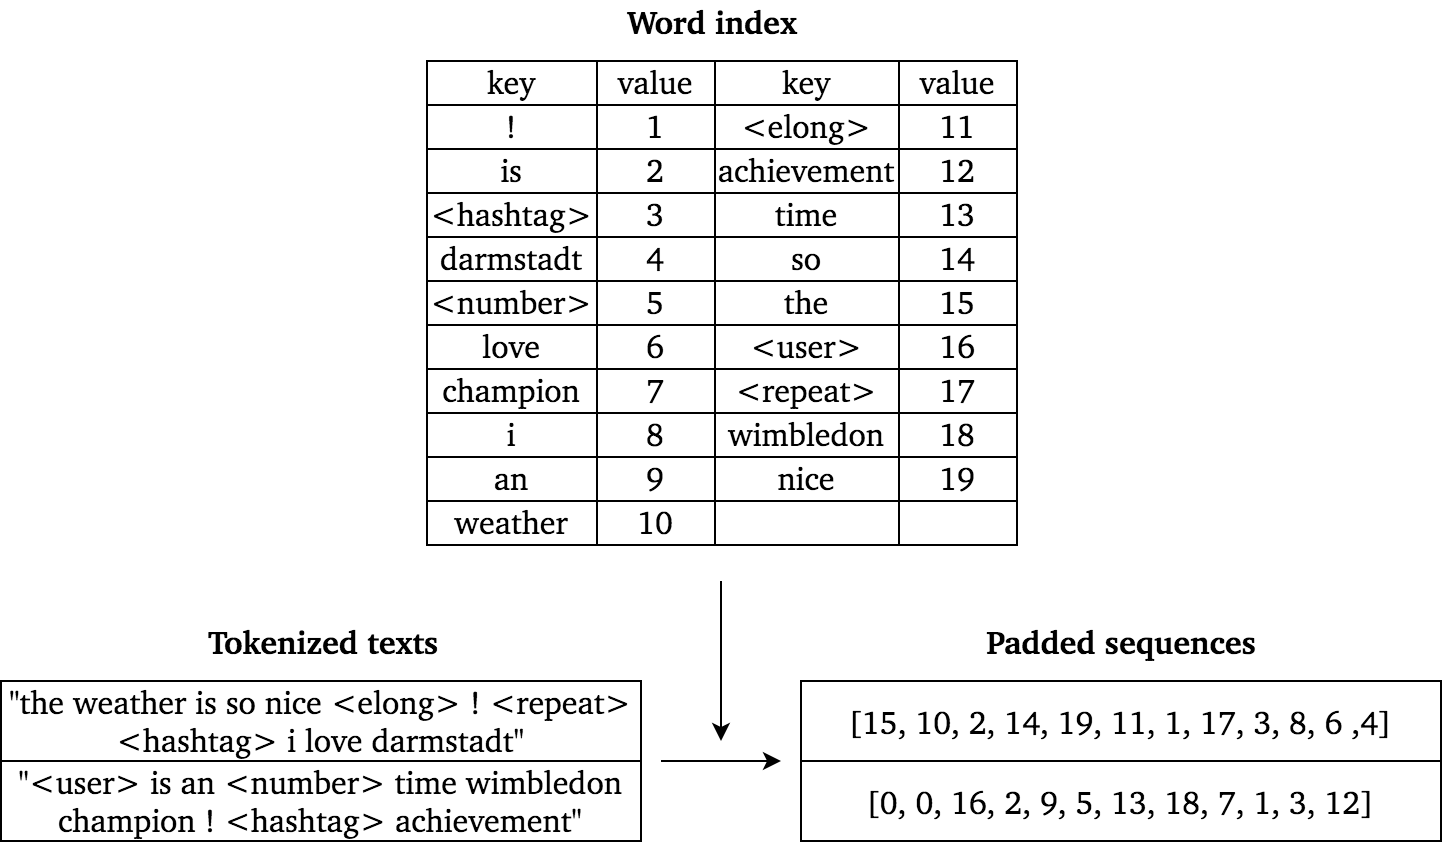 Word index
key value key value
! 1 <elong> 11
is 2 achievement 12
<hashtag> 3 time 13
darmstadt 4 so 14
<number> 5 the 15
love 6 <user> 16
champion 7 <repeat> 17
i 8 wimbledon 18
an 9 nice 19
weather 10
Tokenized texts
"the weather is so nice <elong> ! <repeat>
<hashtag> i love darmstadt"
"<user> is an <number> time wimbledon
champion ! <hashtag> achievement"
Padded sequences
[15, 10, 2, 14, 19, 11, 1, 17, 3, 8, 6 ,4]
[0, 0, 16, 2, 9, 5, 13, 18, 7, 1, 3, 12]